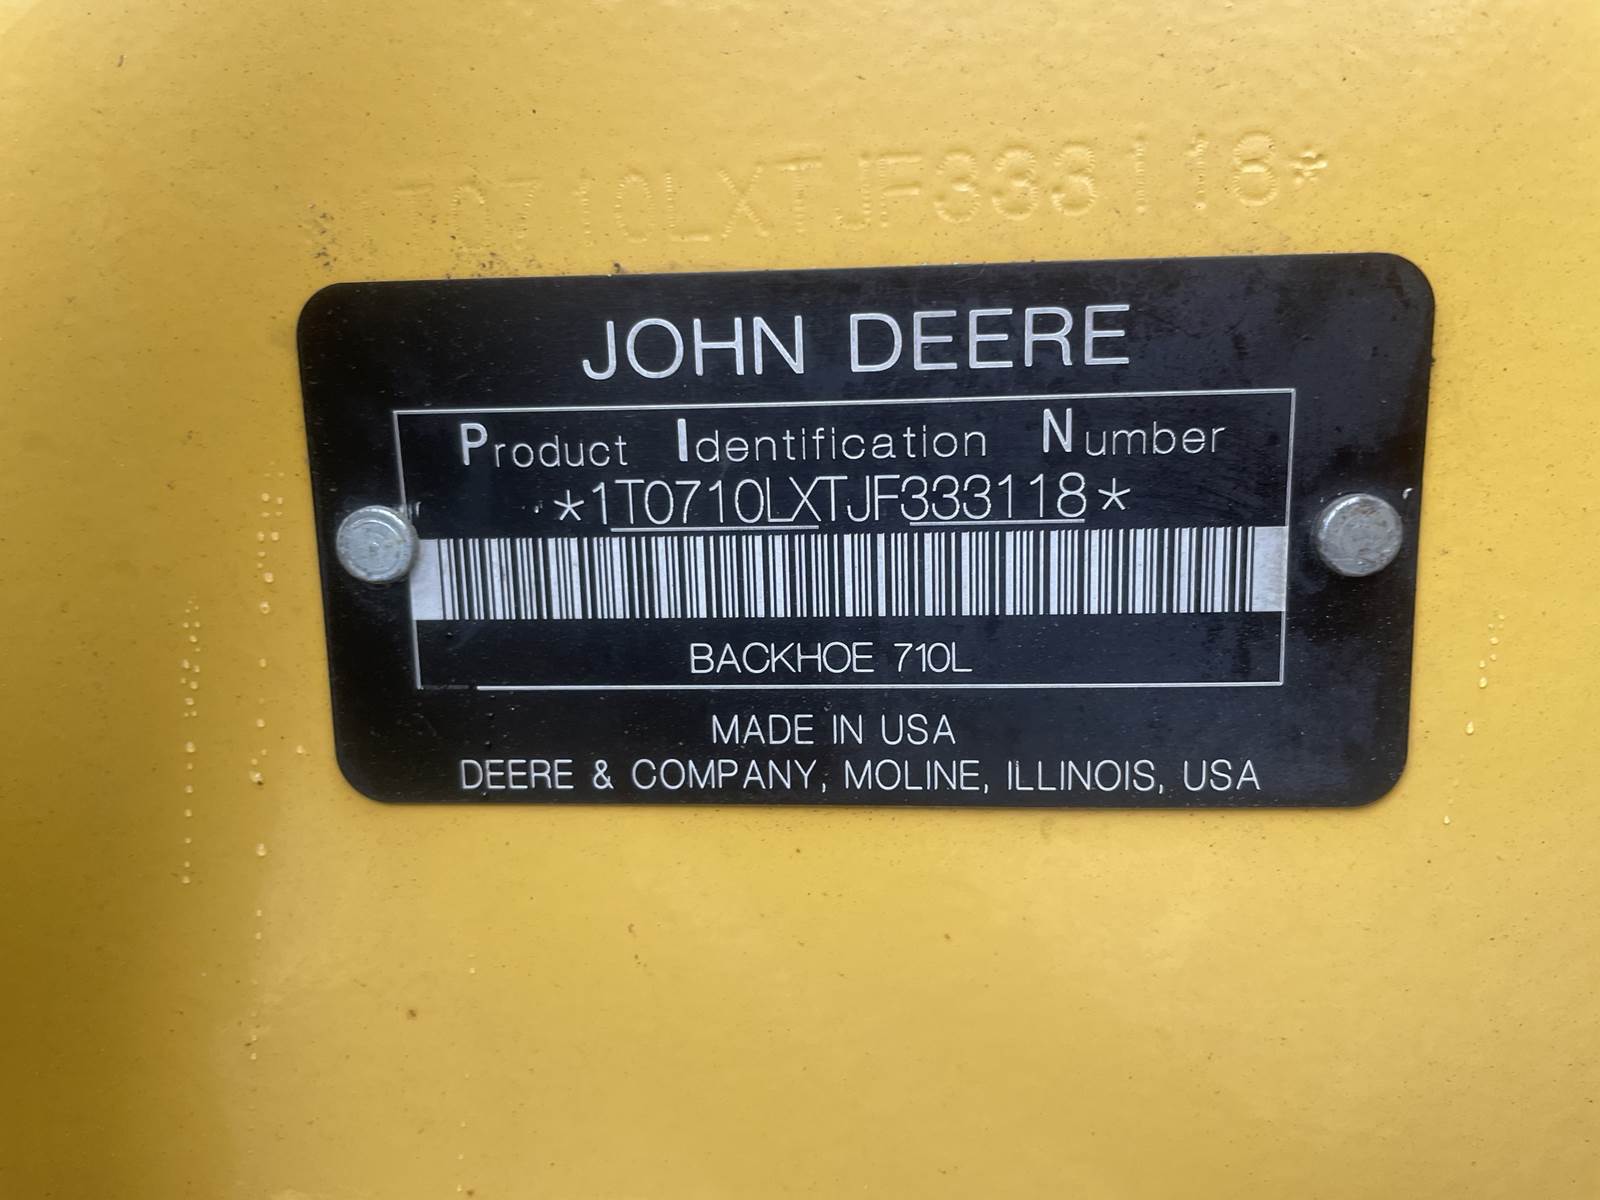 *1T0710LXTJF333118*
JOHN DEERE
Product Identification Number
*1T0710LXTJF333118*
BACKHOE 710L
MADE IN USA
DEERE & COMPANY, MOLINE, ILLINOIS, USA